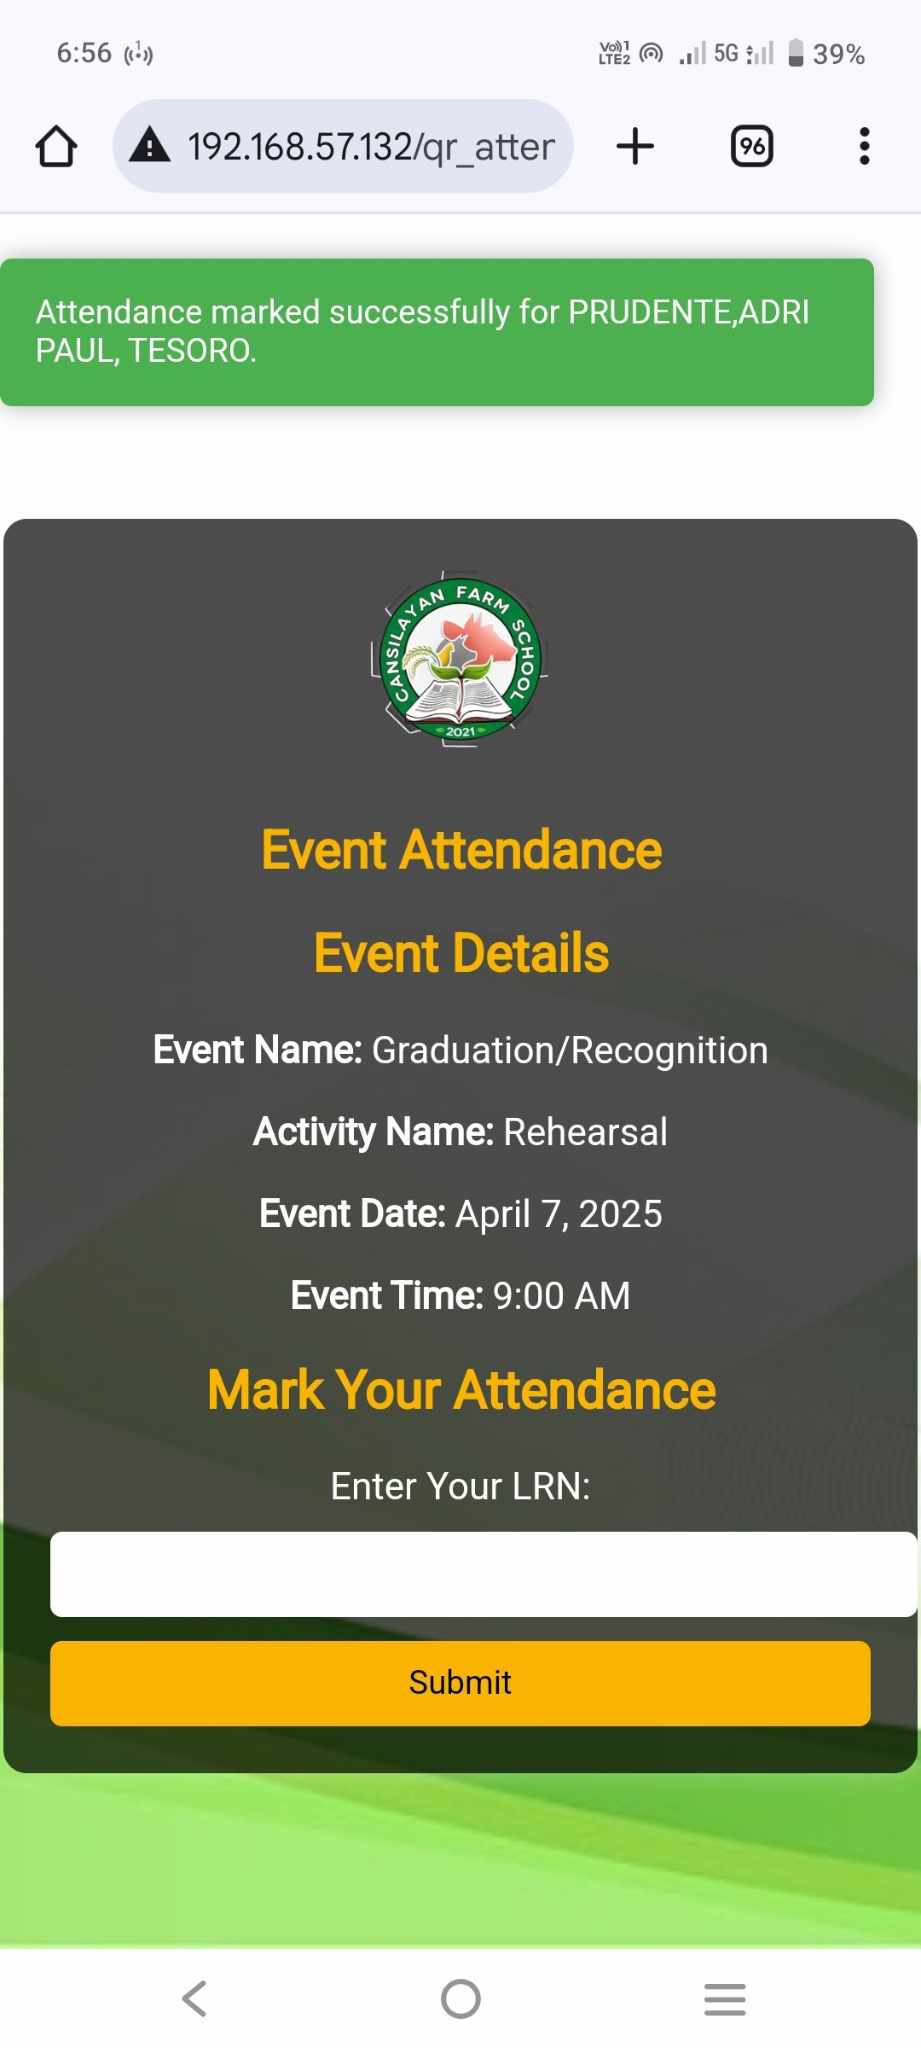 6:56
Vo)) 1
LTE2
5G
39%
192.168.57.132/qr_atter
96
Attendance marked successfully for PRUDENTE,ADRI
PAUL, TESORO.
CANSILAYAN FARM SCHOOL
2021
Event Attendance
Event Details
Event Name: Graduation/Recognition
Activity Name: Rehearsal
Event Date: April 7, 2025
Event Time: 9:00 AM
Mark Your Attendance
Enter Your LRN:
Submit